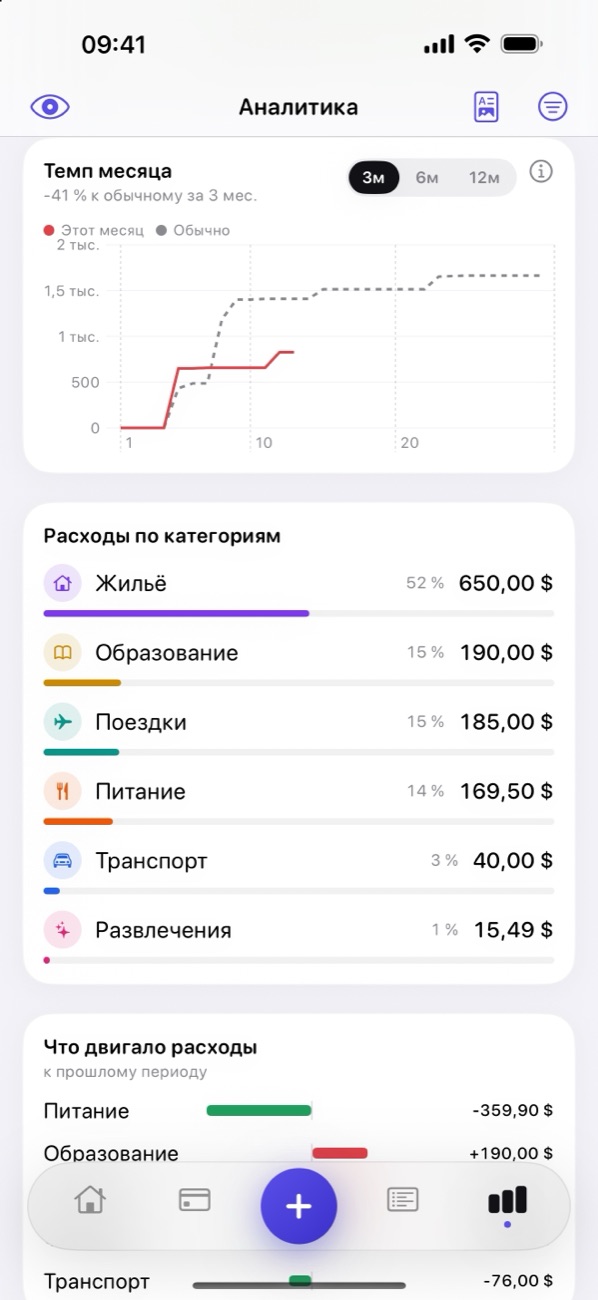 09:41
Аналитика
Темп месяца
3м 6м 12м
-41 % к обычному за 3 мес.
Этот месяц Обычно
2 тыс.
1,5 тыс.
1 тыс.
500
0
1 10 20
Расходы по категориям
Жильё 52 % 650,00 $
Образование 15 % 190,00 $
Поездки 15 % 185,00 $
Питание 14 % 169,50 $
Транспорт 3 % 40,00 $
Развлечения 1 % 15,49 $
Что двигало расходы
к прошлому периоду
Питание -359,90 $
Образование +190,00 $
Транспорт -76,00 $